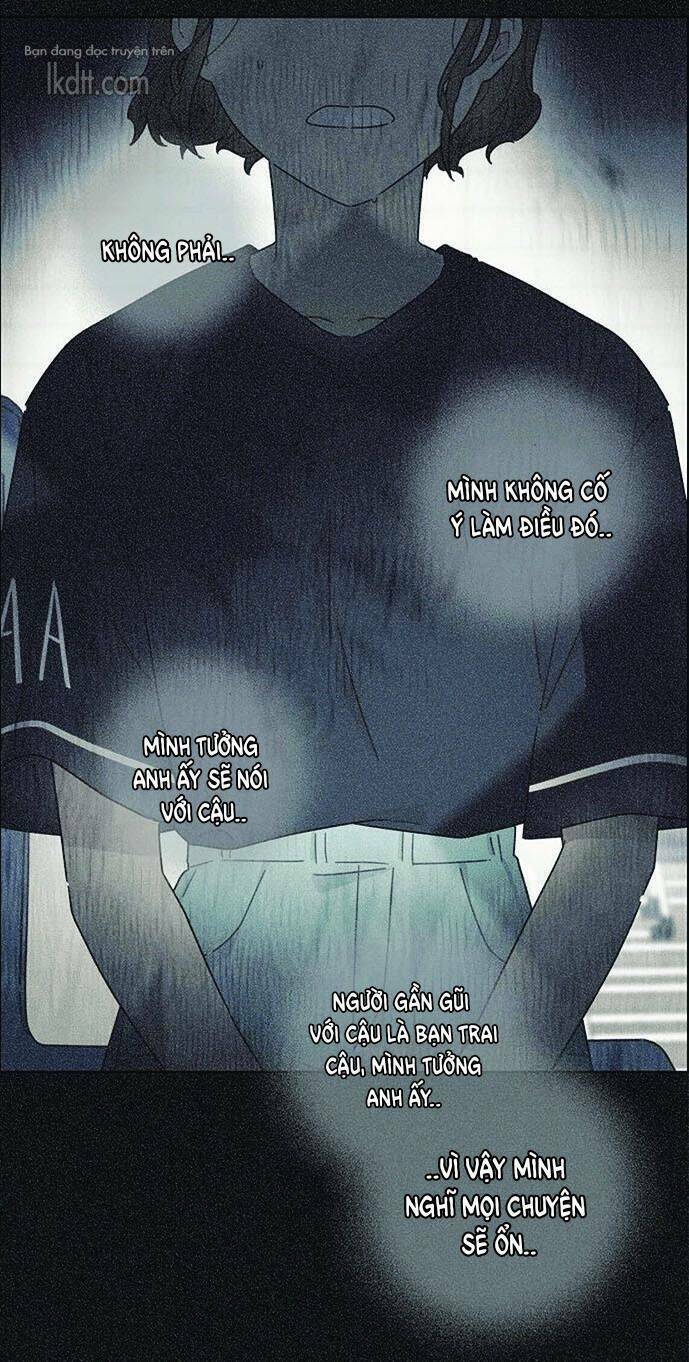 Bạn đang đọc truyện trên
lkdtt.com
KHÔNG PHẢI..
MÌNH KHÔNG CỐ
Ý LÀM ĐIỀU ĐÓ..
AA
MÌNH TƯỞNG
ANH ẤY SẼ NÓI
VỚI CẬU..
NGƯỜI GẦN GŨI
VỚI CẬU LÀ BẠN TRAI
CẬU, MÌNH TƯỞNG
ANH ẤY..
..VÌ VẬY MÌNH
NGHĨ MỌI CHUYỆN
SẼ ỔN..